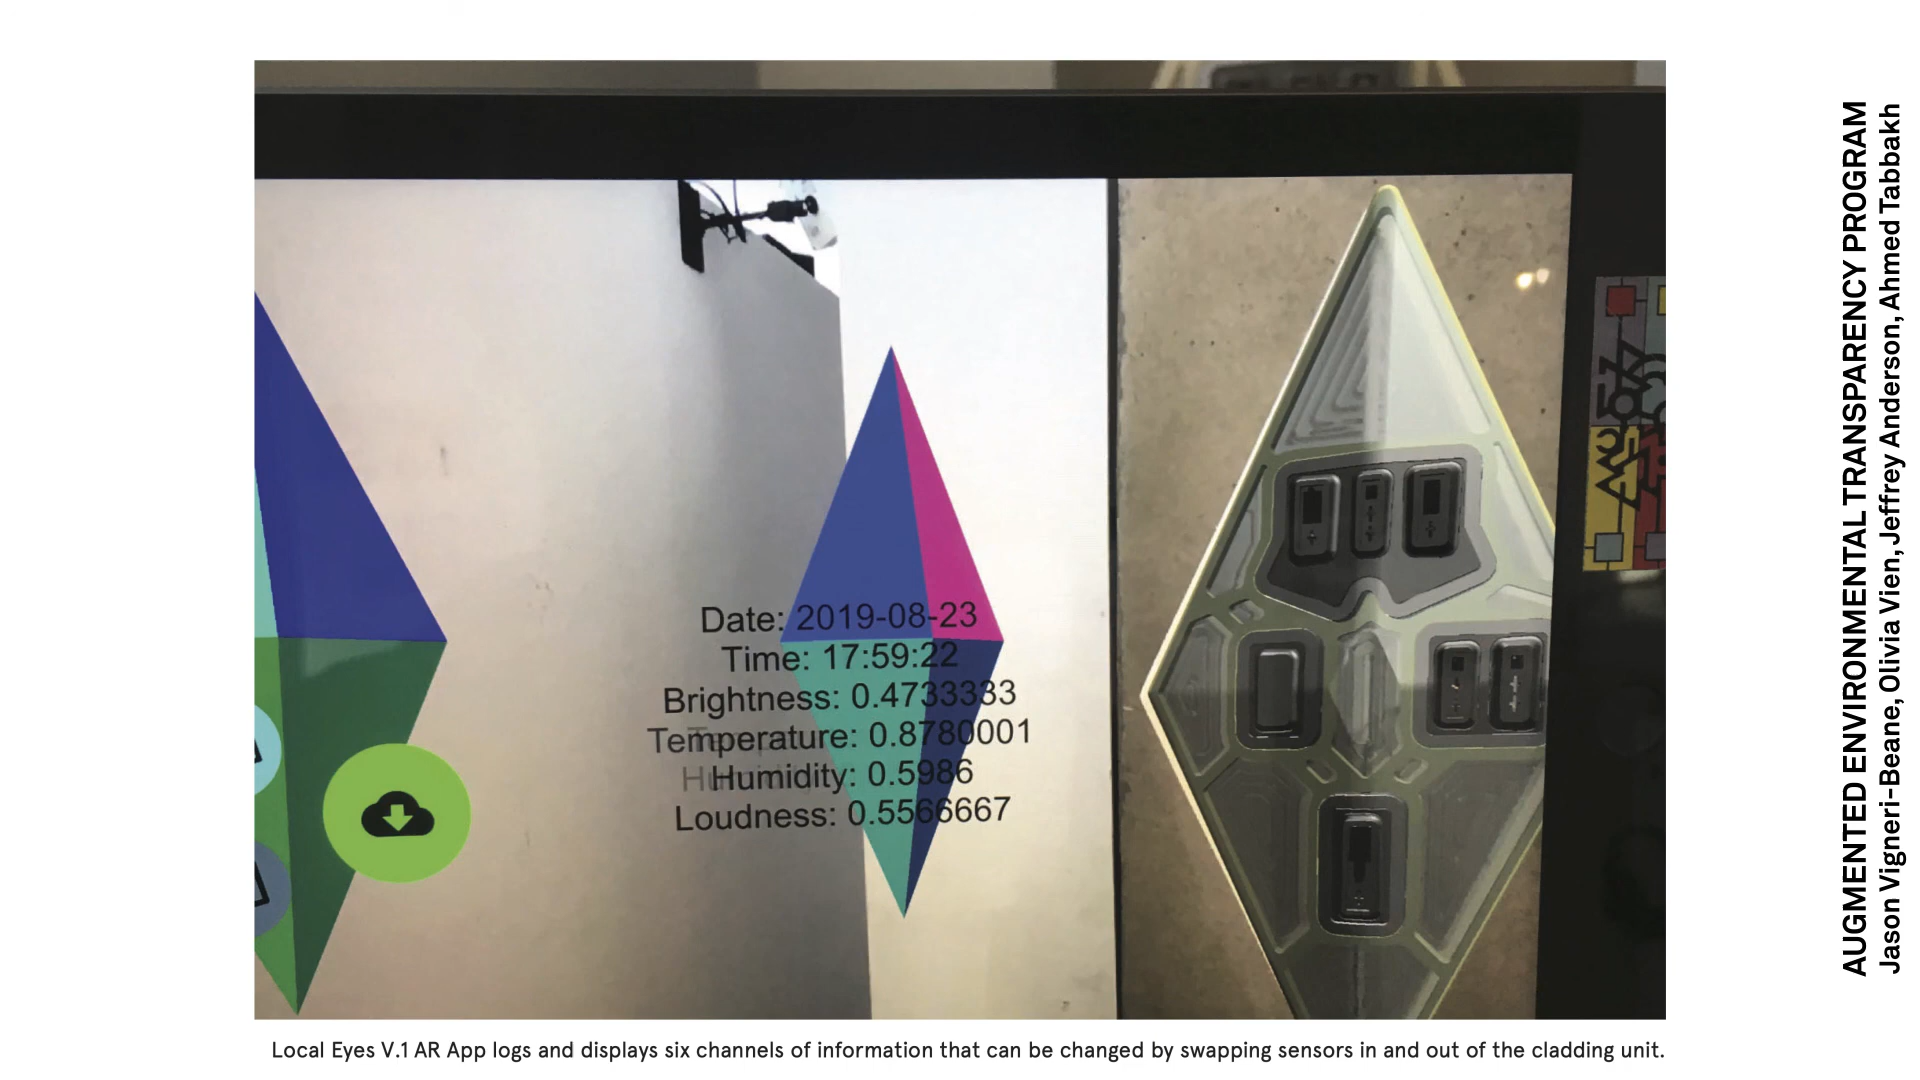 Date: 2019-08-23
Time: 17:59:22
Brightness: 0.4733333
Temperature: 0.8780001
Humidity: 0.5986
Loudness: 0.5566667
AUGMENTED ENVIRONMENTAL TRANSPARENCY PROGRAM
Jason Vigneri-Beane, Olivia Vien, Jeffrey Anderson, Ahmed Tabbakh
Local Eyes V.1 AR App logs and displays six channels of information that can be changed by swapping sensors in and out of the cladding unit.